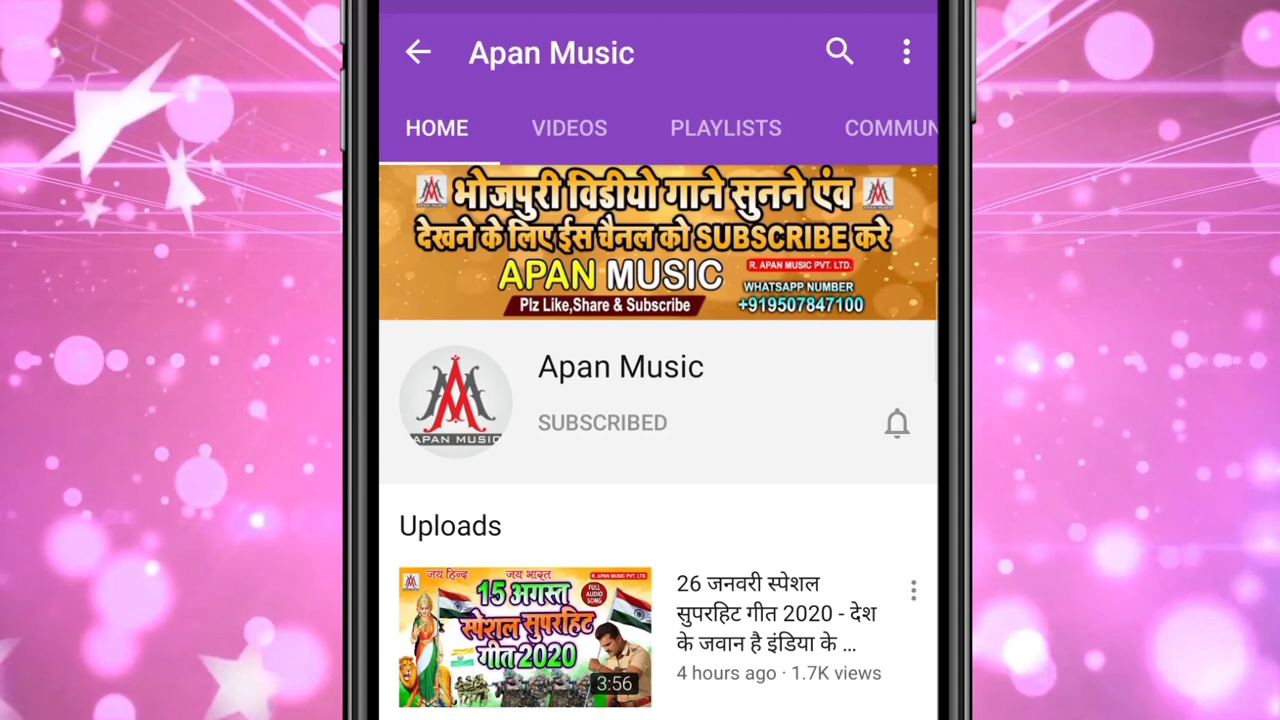 Apan Music
HOME VIDEOS PLAYLISTS COMMUN
भोजपुरी विडीयो गाने सुनने एंव
देखने के लिए ईस चैनल को SUBSCRIBE करे
APAN MUSIC
R. APAN MUSIC PVT. LTD.
WHATSAPP NUMBER
Plz Like,Share & Subscribe
+919507847100
Apan Music
SUBSCRIBED
APAN MUSIC
Uploads
जय हिन्द जय भारत
R. APAN MUSIC PVT. LTD
15 अगस्त
FULL
AUDIO
SONG
स्पेशल सुपरहिट
गीत 2020
3:56
26 जनवरी स्पेशल
सुपरहिट गीत 2020 - देश
के जवान है इंडिया के ...
4 hours ago · 1.7K views